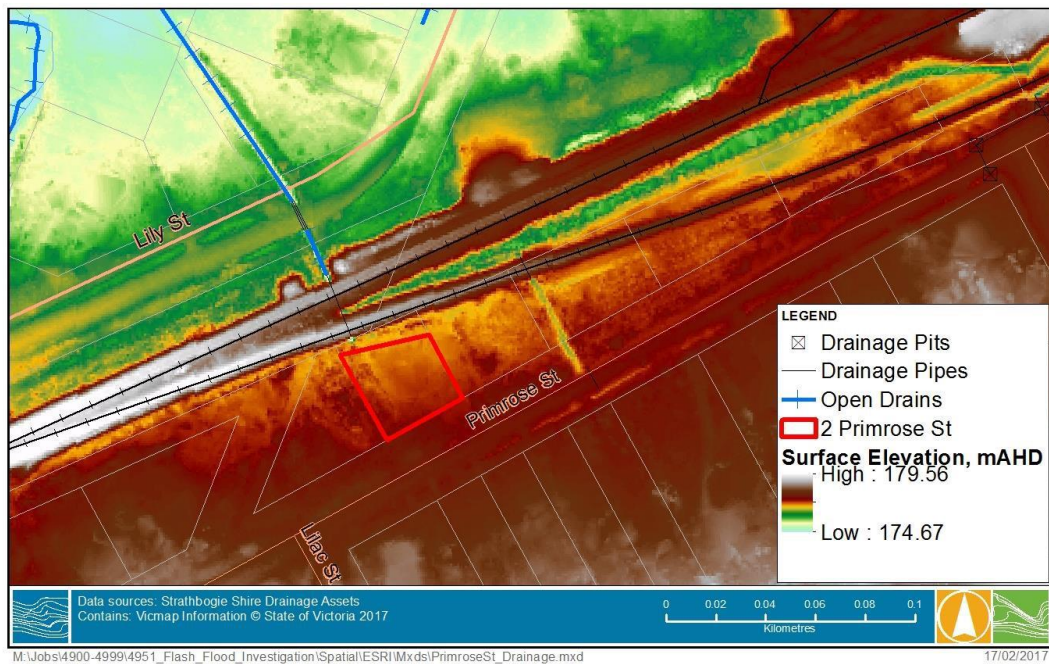 Lily St
Primrose St
Lilac St
LEGEND
Drainage Pits
Drainage Pipes
Open Drains
2 Primrose St
Surface Elevation, mAHD
High : 179.56
Low : 174.67
Data sources: Strathbogie Shire Drainage Assets
Contains: Vicmap Information © State of Victoria 2017
0 0.02 0.04 0.06 0.08 0.1
Kilometres
M:\Jobs\4900-4999\4951_Flash_Flood_Investigation\Spatial\ESRI\Mxds\PrimroseSt_Drainage.mxd 17/02/2017